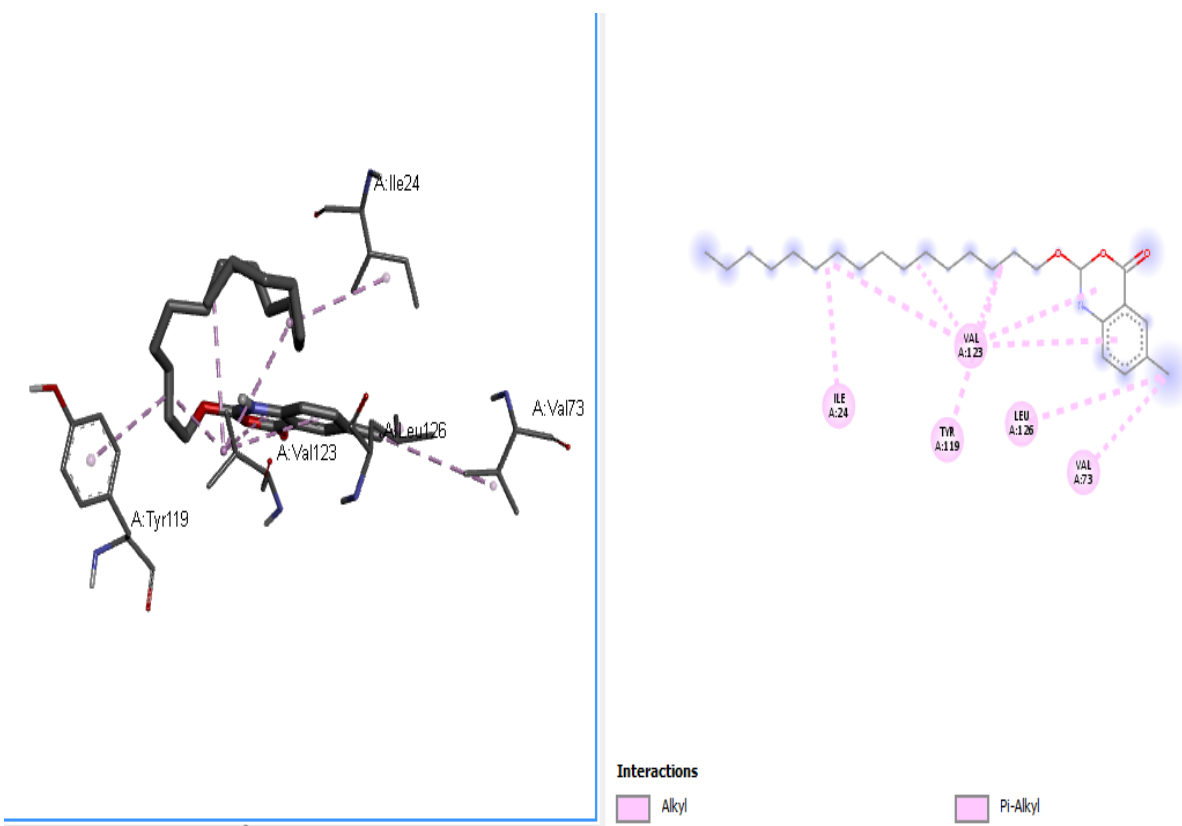 A:Ile24
A:Val73
A:Leu126
A:Val123
A:Tyr119
O
O
O
N
VAL
A:123
ILE
A:24
TYR
A:119
LEU
A:126
VAL
A:73
Interactions
Alkyl
Pi-Alkyl